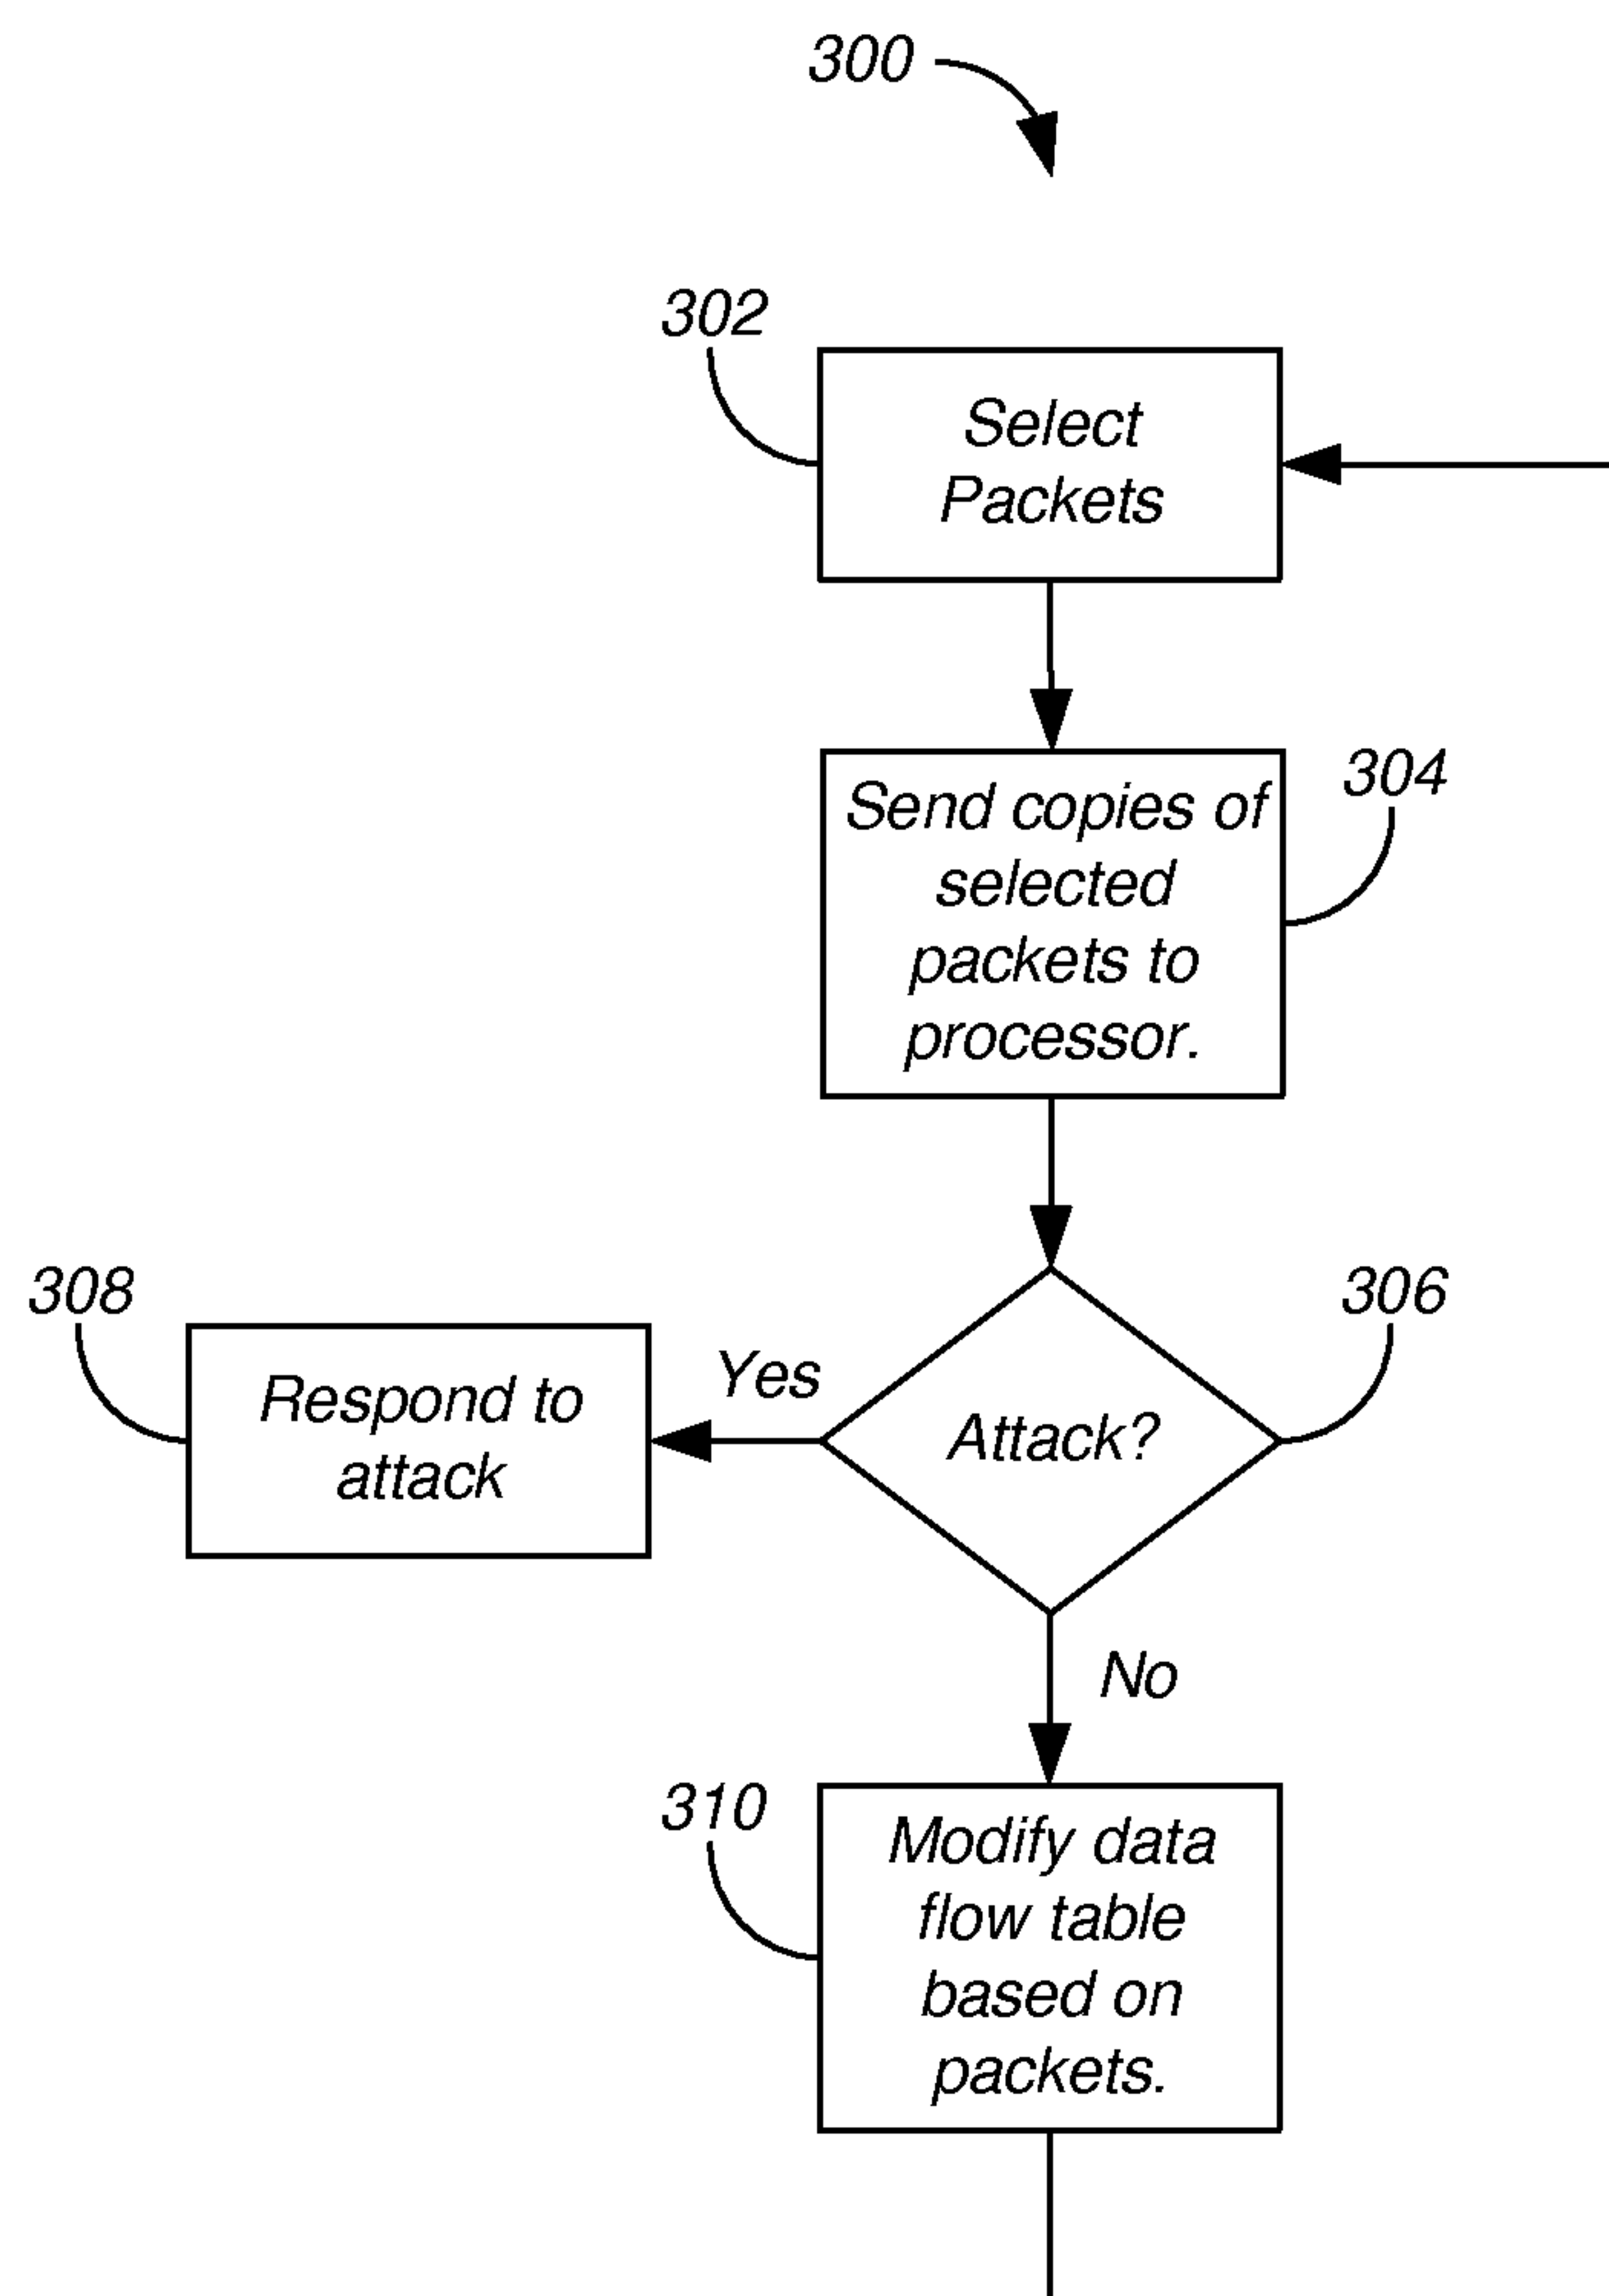 300
302
Select
Packets
304
Send copies of
selected
packets to
processor.
306
Attack?
Yes
308
Respond to
attack
No
310
Modify data
flow table
based on
packets.